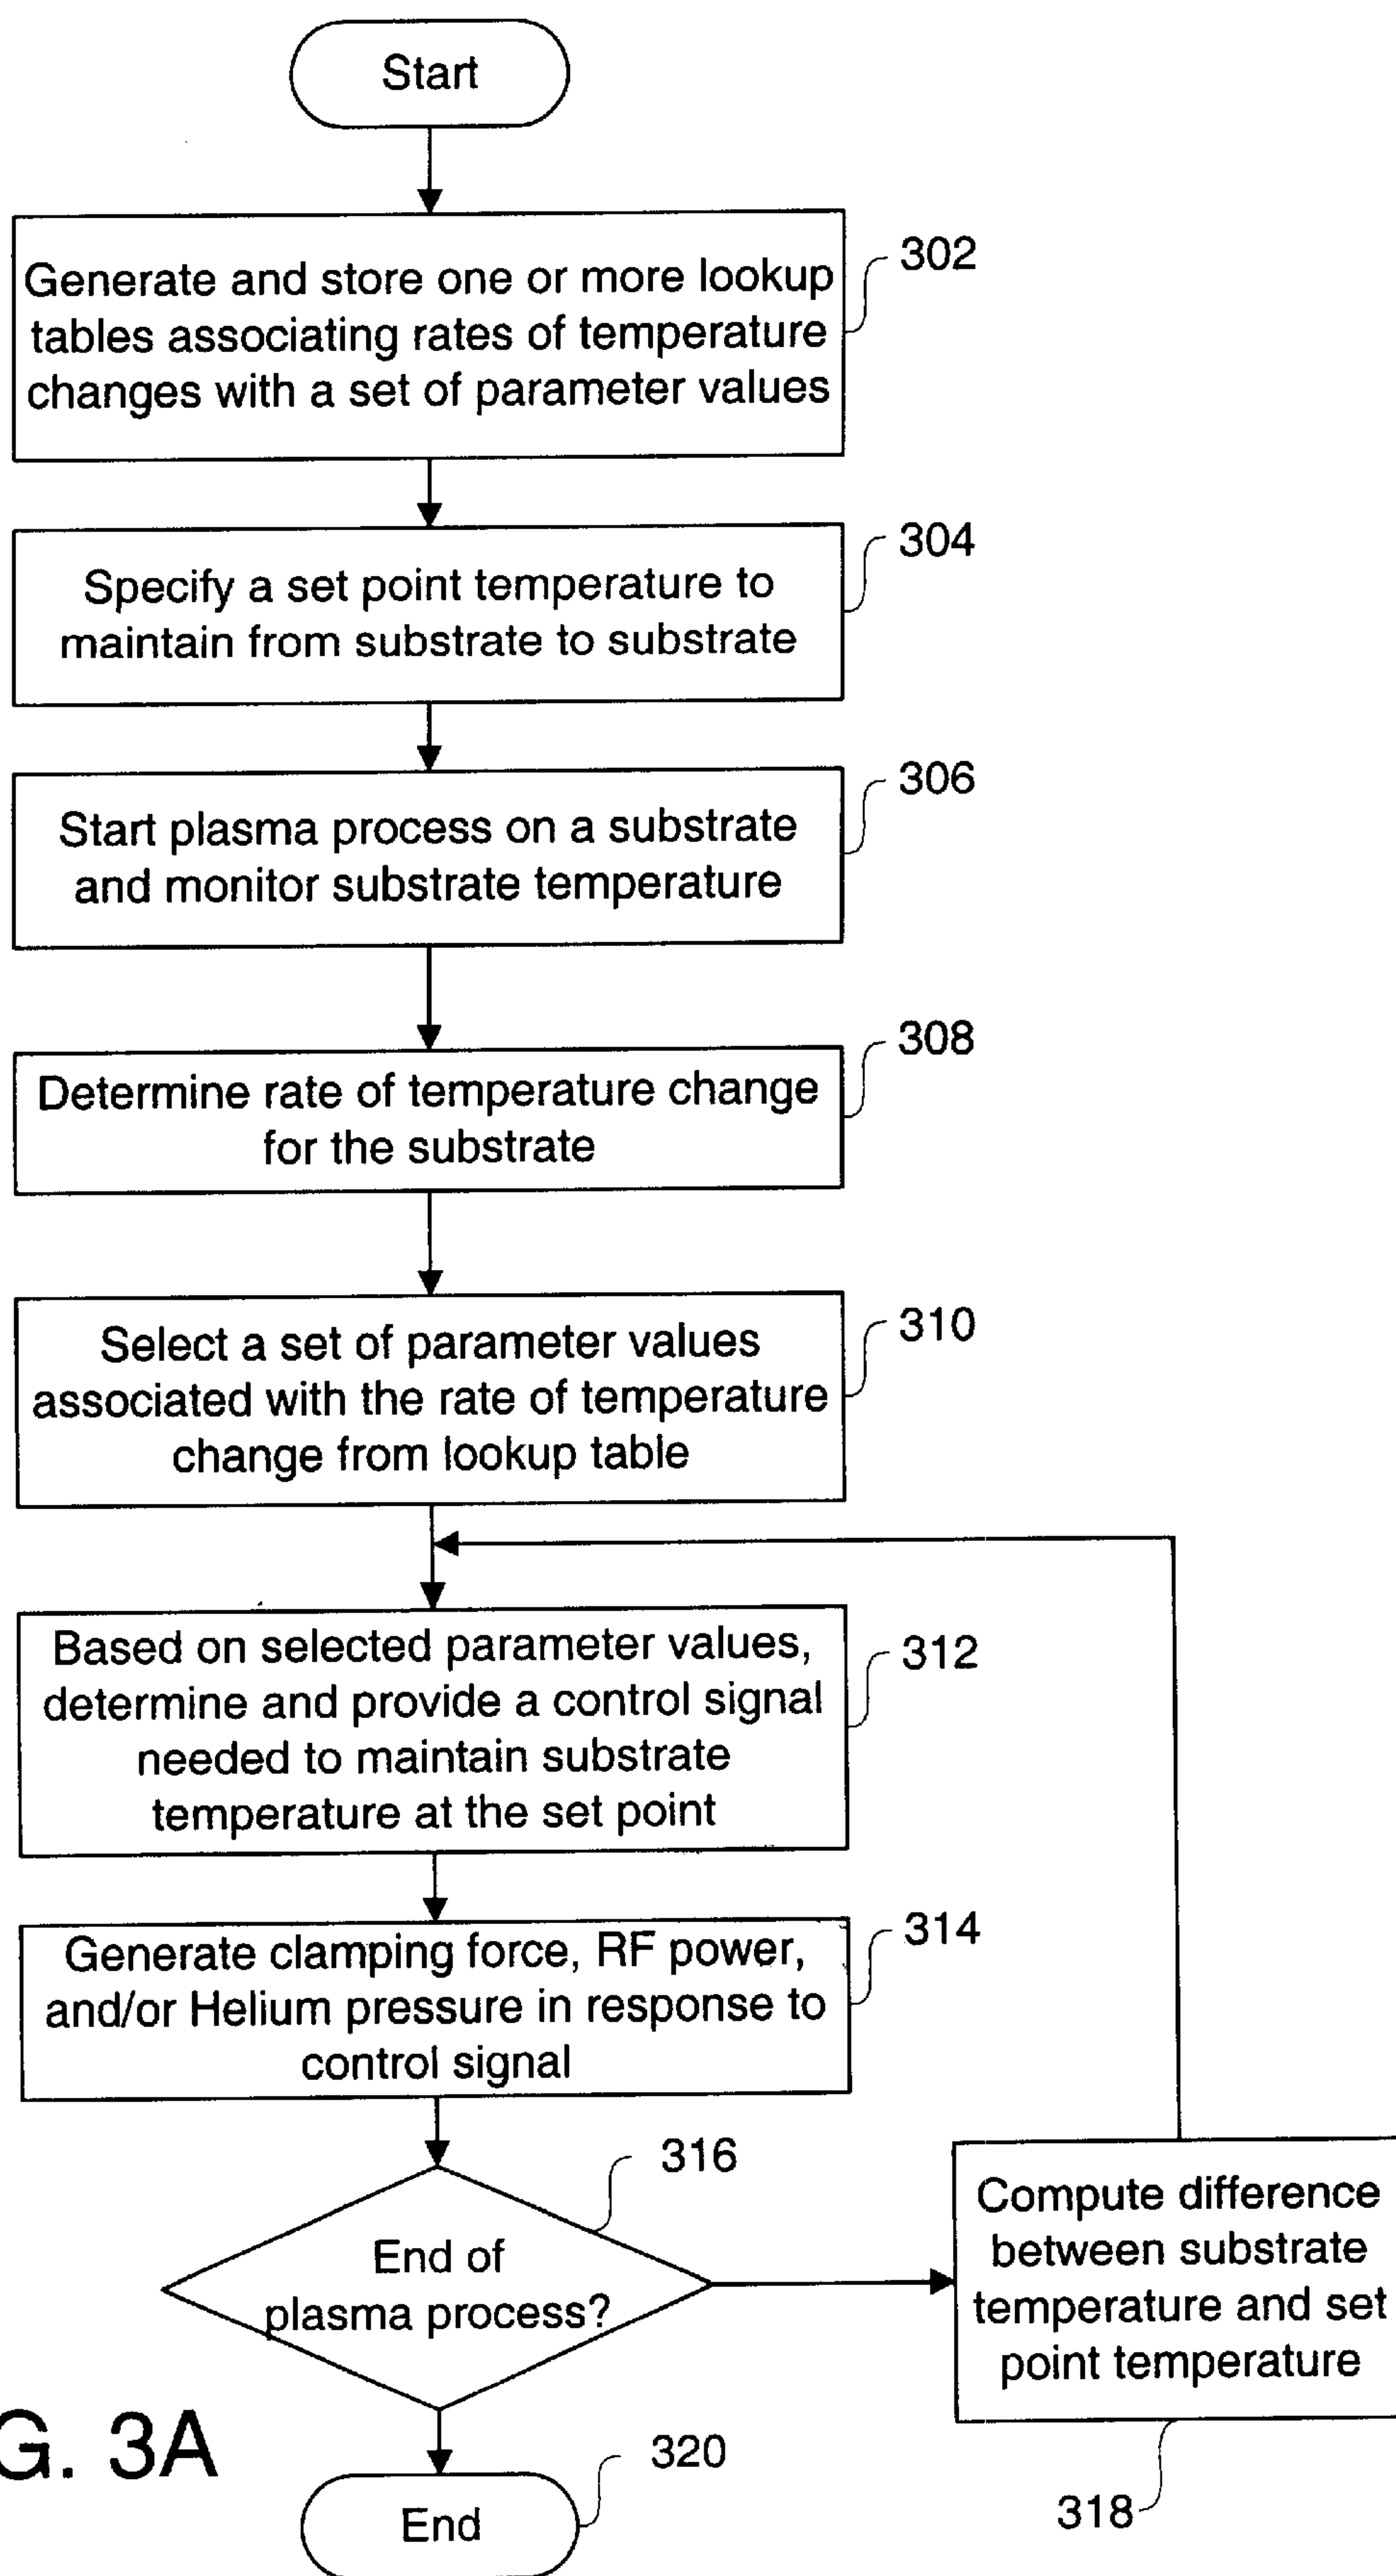 Start
302
Generate and store one or more lookup
tables associating rates of temperature
changes with a set of parameter values
304
Specify a set point temperature to
maintain from substrate to substrate
306
Start plasma process on a substrate
and monitor substrate temperature
308
Determine rate of temperature change
for the substrate
310
Select a set of parameter values
associated with the rate of temperature
change from lookup table
312
Based on selected parameter values,
determine and provide a control signal
needed to maintain substrate
temperature at the set point
314
Generate clamping force, RF power,
and/or Helium pressure in response to
control signal
316
End of
plasma process?
Compute difference
between substrate
temperature and set
point temperature
318
G. 3A
320
End